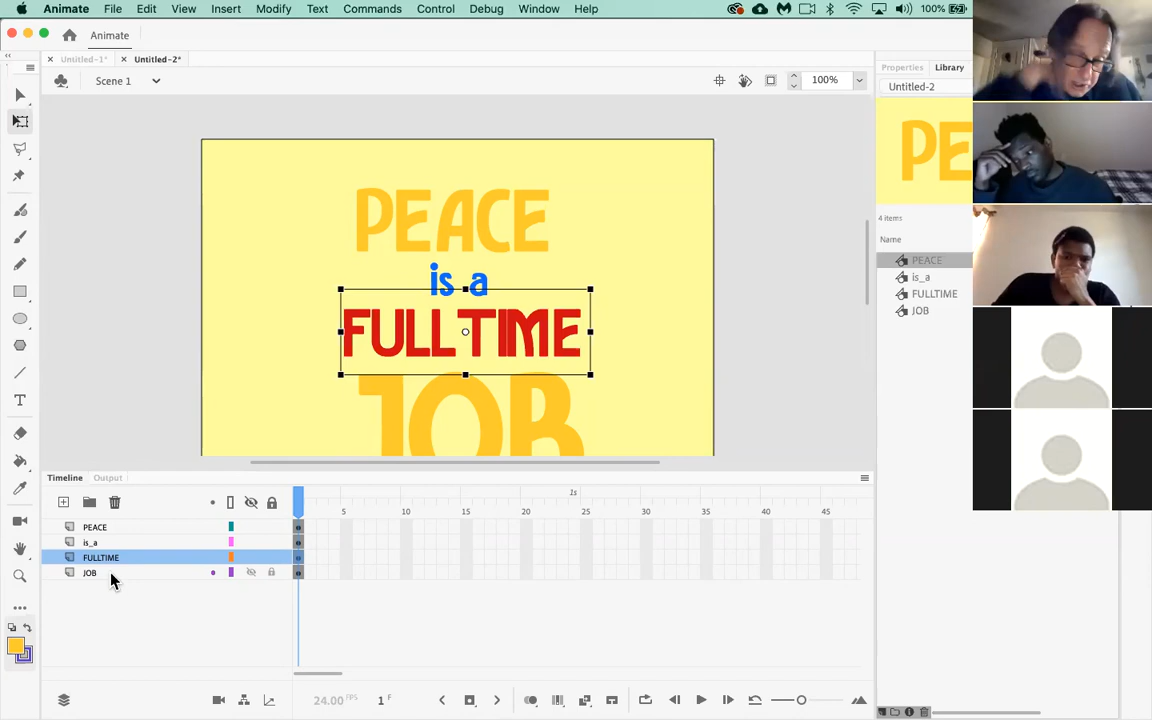 Animate File Edit View Insert Modify Text Commands Control Debug Window Help 100%
Animate
Untitled-1* Untitled-2*
Properties Library
Scene 1 100%
Untitled-2
PEACE
is a
FULLTIME
JOB
PE
4 items
Name
PEACE
is_a
FULLTIME
JOB
Timeline Output
1s
5 10 15 20 25 30 35 40 45
PEACE
is_a
FULLTIME
JOB
24.00 FPS 1 F